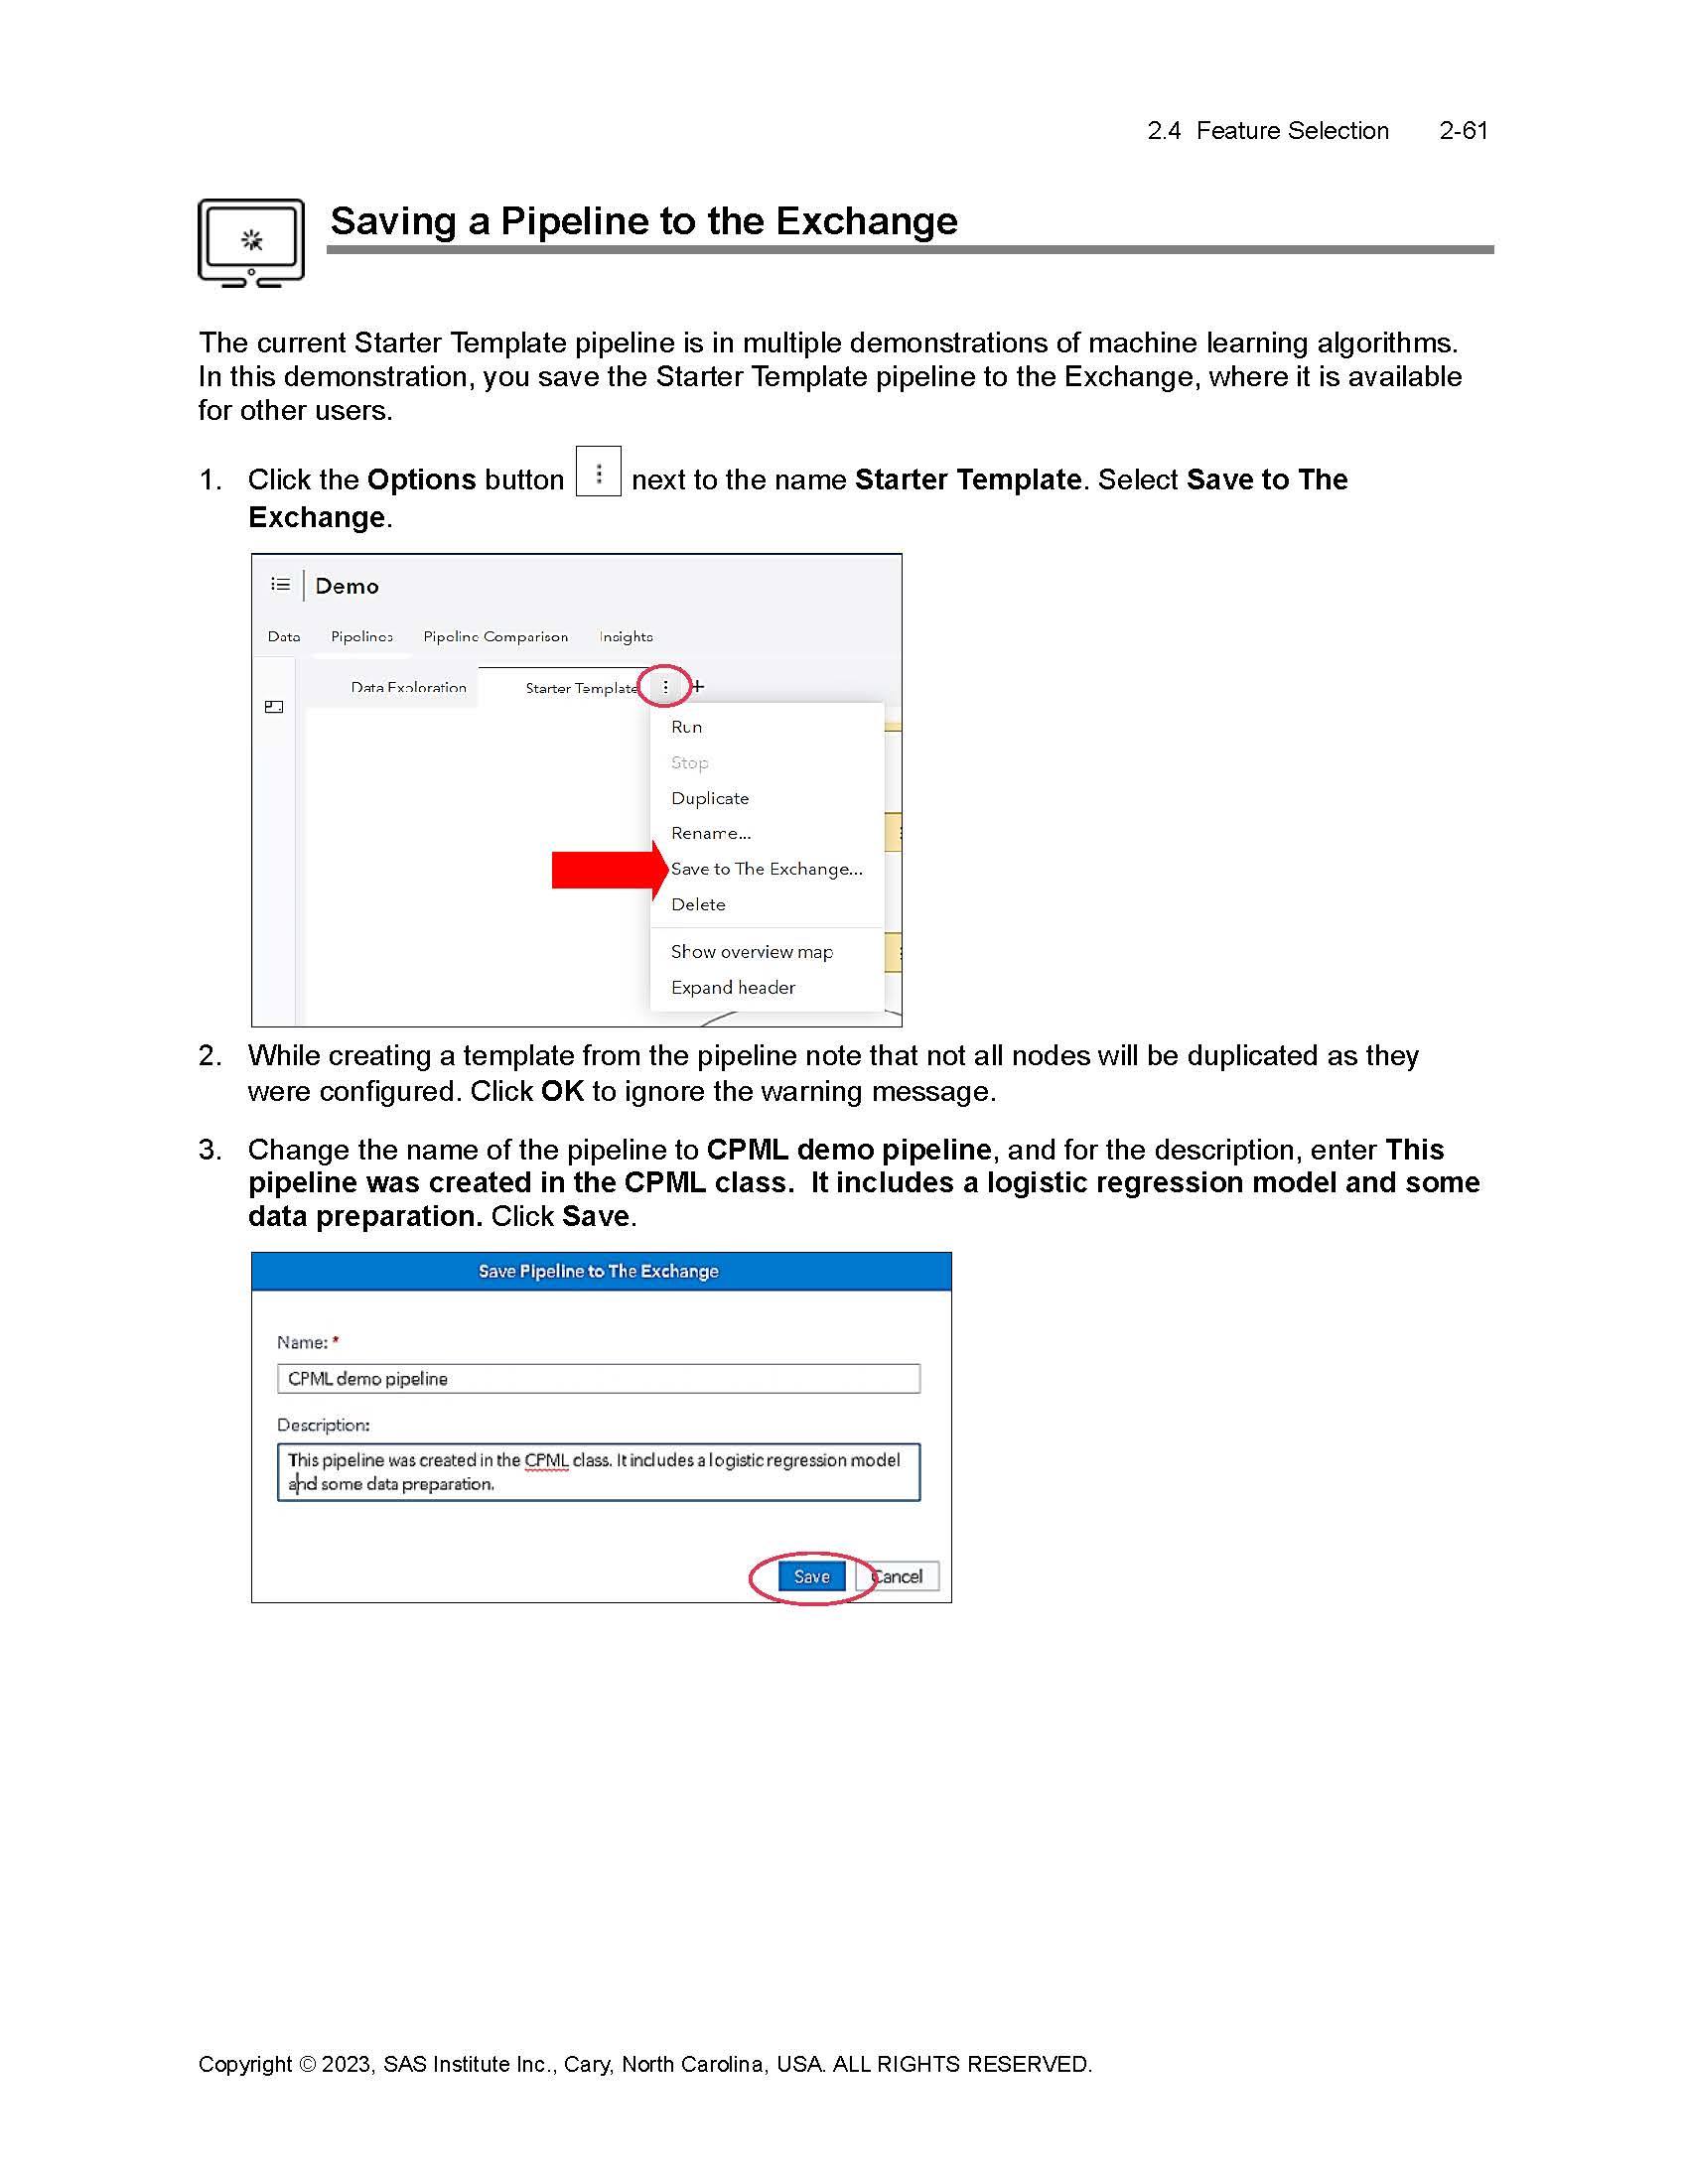 2.4 Feature Selection 2-61
Saving a Pipeline to the Exchange
The current Starter Template pipeline is in multiple demonstrations of machine learning algorithms.
In this demonstration, you save the Starter Template pipeline to the Exchange, where it is available
for other users.
1. Click the Options button ⋮ next to the name Starter Template. Select Save to The
Exchange.
Demo
Data Pipelines Pipeline Comparison Insights
Data Exploration Starter Template ⋮ +
Run
Stop
Duplicate
Rename...
Save to The Exchange...
Delete
Show overview map
Expand header
2. While creating a template from the pipeline note that not all nodes will be duplicated as they
were configured. Click OK to ignore the warning message.
3. Change the name of the pipeline to CPML demo pipeline, and for the description, enter This
pipeline was created in the CPML class. It includes a logistic regression model and some
data preparation. Click Save.
Save Pipeline to The Exchange
Name: *
CPML demo pipeline
Description:
This pipeline was created in the CPML class. It includes a logistic regression model
and some data preparation.
Save Cancel
Copyright © 2023, SAS Institute Inc., Cary, North Carolina, USA. ALL RIGHTS RESERVED.